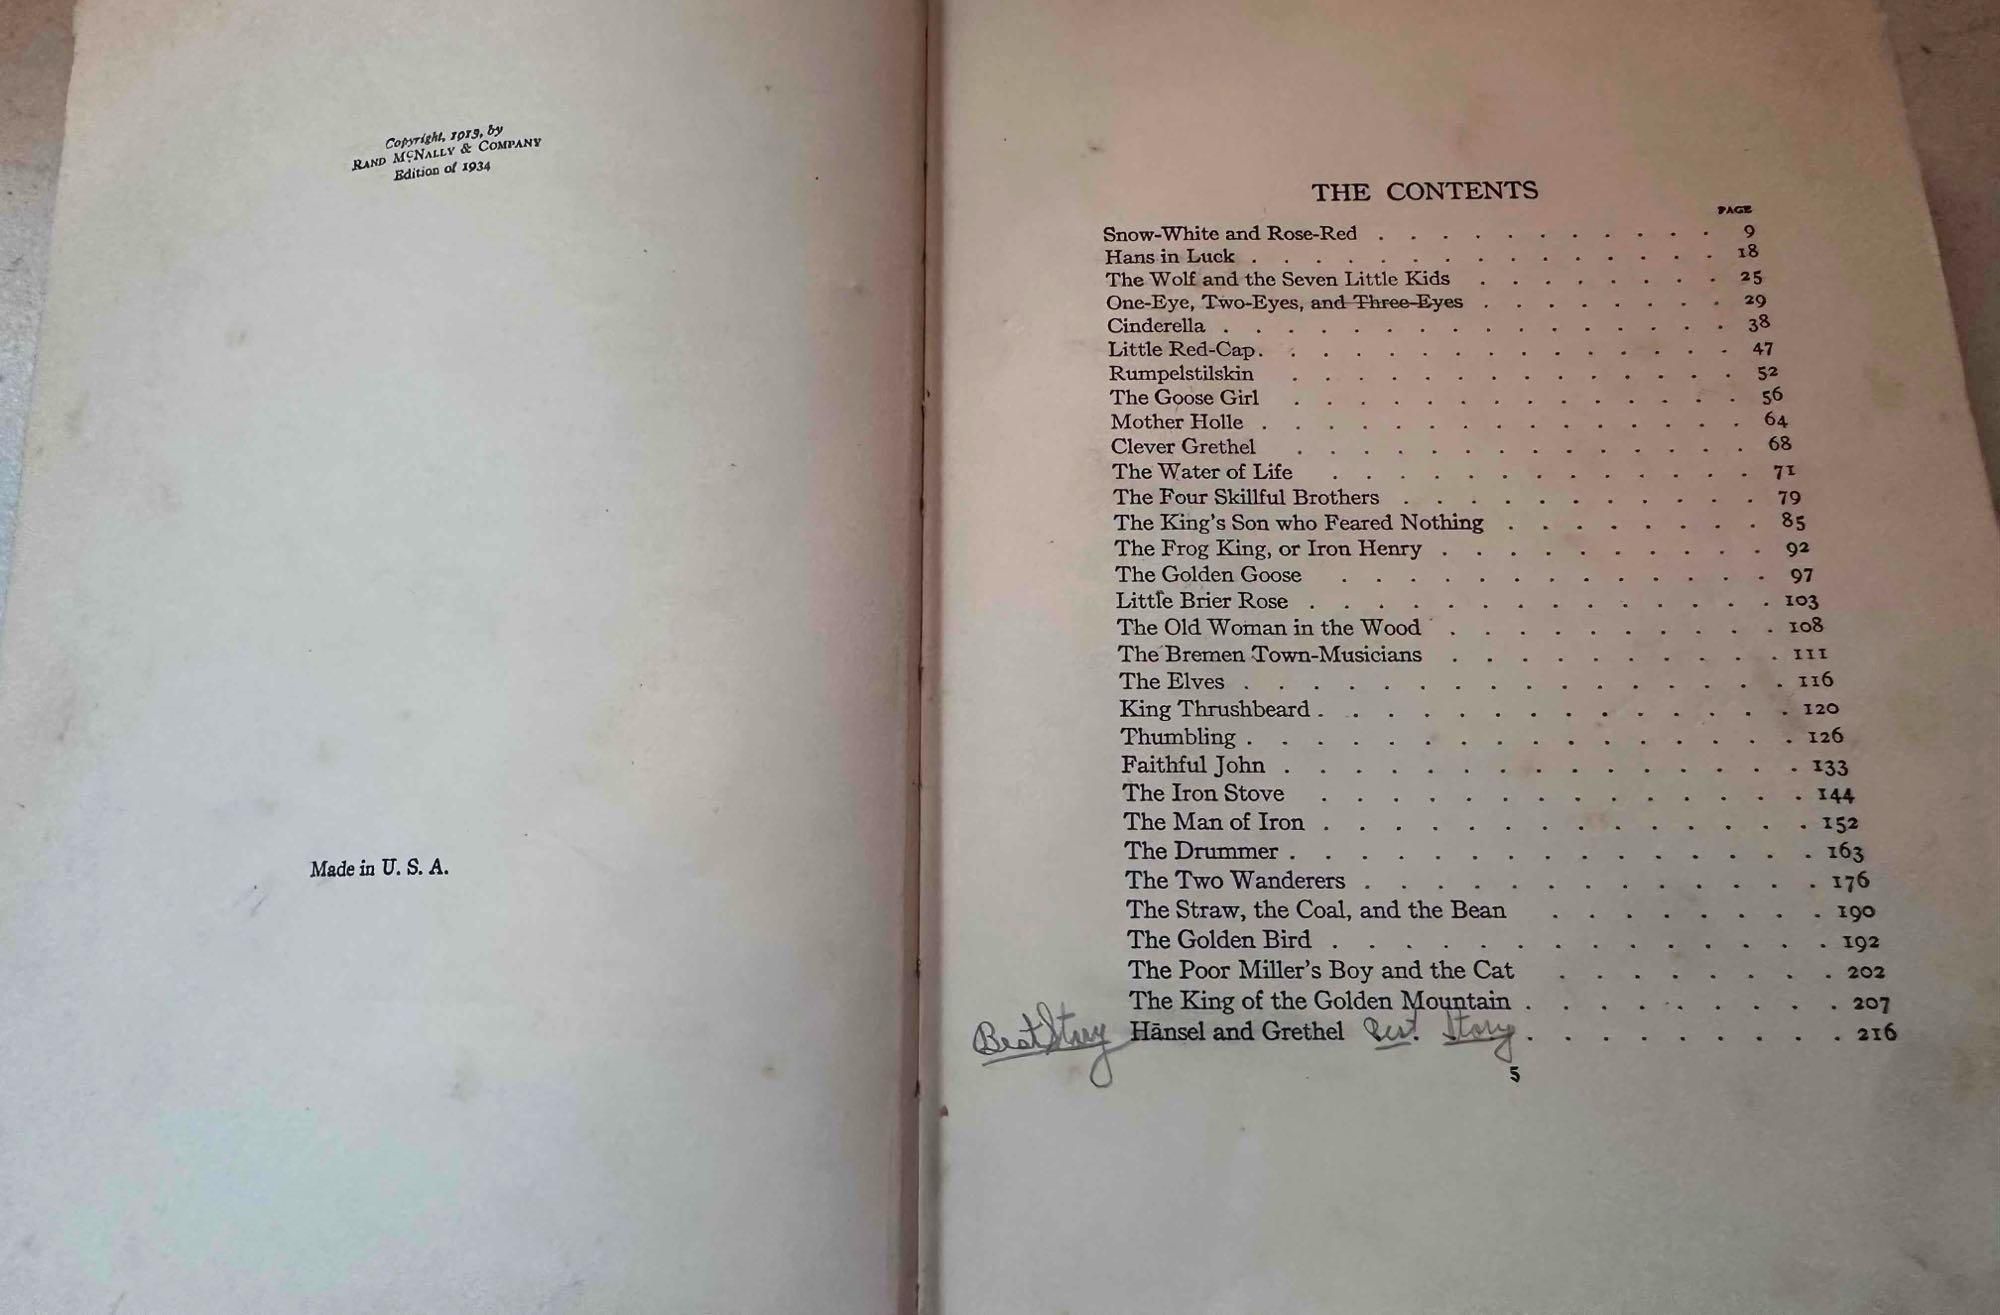 Copyright, 1913, by
RAND McNALLY & COMPANY
Edition of 1934
Made in U. S. A.
THE CONTENTS
PAGE
Snow-White and Rose-Red . . . . . . . . . . . 9
Hans in Luck . . . . . . . . . . . . . . 18
The Wolf and the Seven Little Kids . . . . . . . . 25
One-Eye, Two-Eyes, and Three-Eyes . . . . . . . . 29
Cinderella . . . . . . . . . . . . . . . 38
Little Red-Cap . . . . . . . . . . . . . . 47
Rumpelstilskin . . . . . . . . . . . . . 52
The Goose Girl . . . . . . . . . . . . . 56
Mother Holle . . . . . . . . . . . . . . 64
Clever Grethel . . . . . . . . . . . . . 68
The Water of Life . . . . . . . . . . . . 71
The Four Skillful Brothers . . . . . . . . . . . 79
The King's Son who Feared Nothing . . . . . . . . 85
The Frog King, or Iron Henry . . . . . . . . . . 92
The Golden Goose . . . . . . . . . . . . 97
Little Brier Rose . . . . . . . . . . . . . 103
The Old Woman in the Wood . . . . . . . . . . 108
The Bremen Town-Musicians . . . . . . . . . . 111
The Elves . . . . . . . . . . . . . . . 116
King Thrushbeard . . . . . . . . . . . . . 120
Thumbling . . . . . . . . . . . . . . . 126
Faithful John . . . . . . . . . . . . . . 133
The Iron Stove . . . . . . . . . . . . . 144
The Man of Iron . . . . . . . . . . . . . 152
The Drummer . . . . . . . . . . . . . . 163
The Two Wanderers . . . . . . . . . . . . 176
The Straw, the Coal, and the Bean . . . . . . . . 190
The Golden Bird . . . . . . . . . . . . . 192
The Poor Miller's Boy and the Cat . . . . . . . . 202
The King of the Golden Mountain . . . . . . . . . 207
Best Story Hänsel and Grethel Best Story . . . . . . . . . 216
5